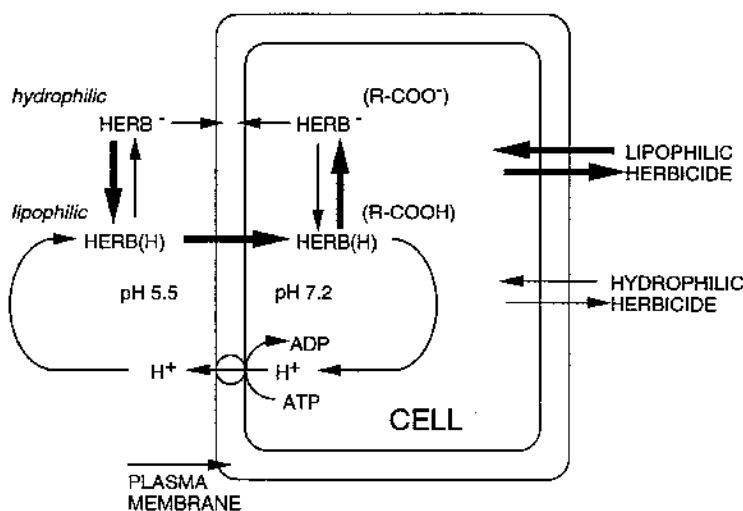 hydrophilic
HERB⁻
HERB⁻
(R-COO⁻)
LIPOPHILIC
HERBICIDE
lipophilic
HERB(H)
HERB(H)
(R-COOH)
pH 5.5
pH 7.2
HYDROPHILIC
HERBICIDE
ADP
H⁺
H⁺
ATP
CELL
PLASMA
MEMBRANE